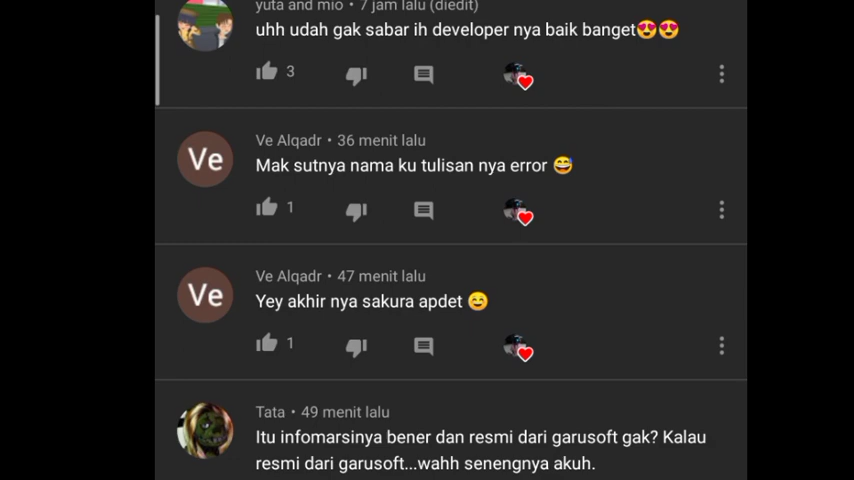 yuta and mio • 7 jam lalu (diedit)
uhh udah gak sabar ih developer nya baik banget😍😍
3
Ve
Ve Alqadr • 36 menit lalu
Mak sutnya nama ku tulisan nya error 😅
1
Ve
Ve Alqadr • 47 menit lalu
Yey akhir nya sakura apdet 😊
1
Tata • 49 menit lalu
Itu infomarsinya bener dan resmi dari garusoft gak? Kalau
resmi dari garusoft...wahh senengnya akuh.